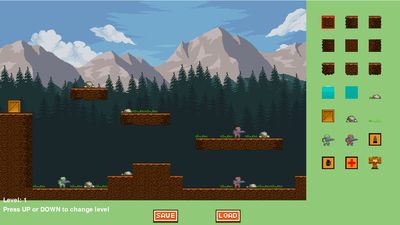 Level: 1
Press UP or DOWN to change level
SAVE
LOAD